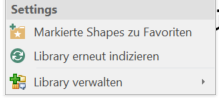 Settings
Markierte Shapes zu Favoriten
Library erneut indizieren
Library verwalten